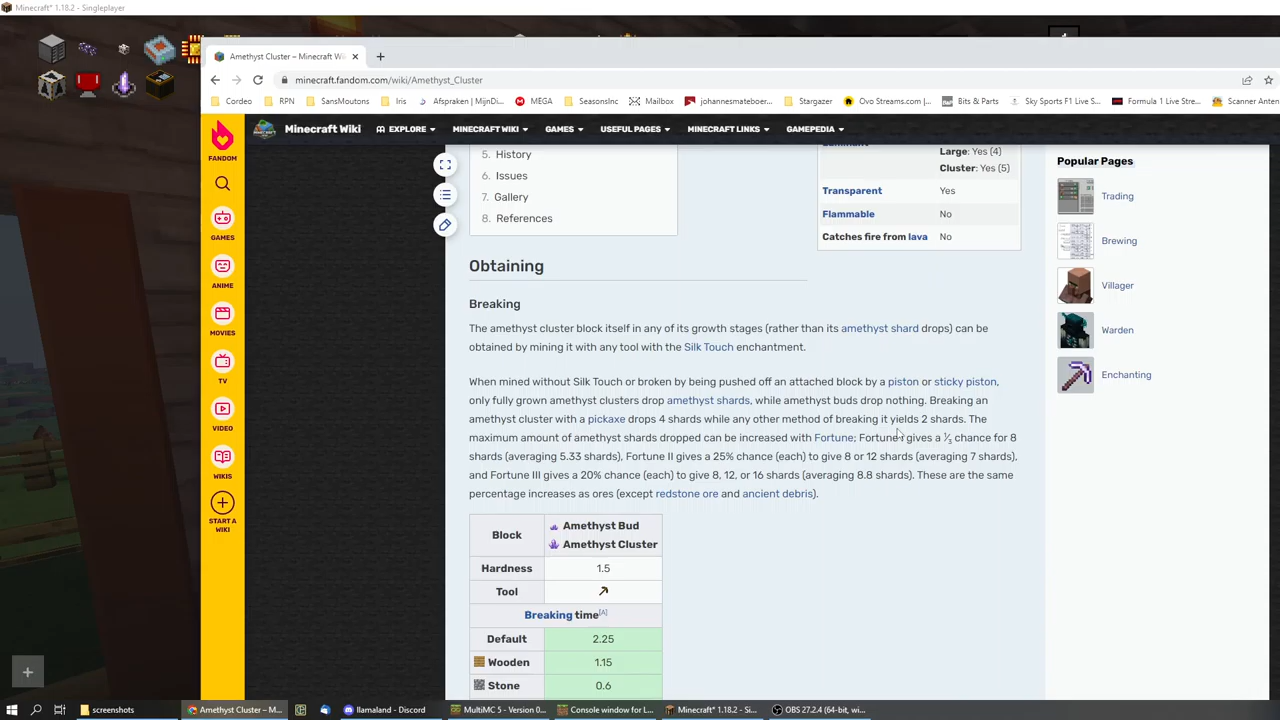 Minecraft* 1.18.2 - Singleplayer
Amethyst Cluster – Minecraft Wi
minecraft.fandom.com/wiki/Amethyst_Cluster
Cordeo
RPN
SansMoutons
Iris
Afspraken | MijnDi...
MEGA
SeasonsInc
Mailbox
johannesmateboer...
Stargazer
Ovo Streams.com |...
Bits & Parts
Sky Sports F1 Live S...
Formula 1 Live Stre...
Scanner Anten
FANDOM
GAMES
ANIME
MOVIES
TV
VIDEO
WIKIS
START A
WIKI
Minecraft Wiki
EXPLORE
MINECRAFT WIKI
GAMES
USEFUL PAGES
MINECRAFT LINKS
GAMEPEDIA
5. History
6. Issues
7. Gallery
8. References
Large: Yes (4)
Cluster: Yes (5)
Transparent Yes
Flammable No
Catches fire from lava No
Popular Pages
Trading
Brewing
Villager
Warden
Enchanting
Obtaining
Breaking
The amethyst cluster block itself in any of its growth stages (rather than its amethyst shard drops) can be
obtained by mining it with any tool with the Silk Touch enchantment.
When mined without Silk Touch or broken by being pushed off an attached block by a piston or sticky piston,
only fully grown amethyst clusters drop amethyst shards, while amethyst buds drop nothing. Breaking an
amethyst cluster with a pickaxe drops 4 shards while any other method of breaking it yields 2 shards. The
maximum amount of amethyst shards dropped can be increased with Fortune; Fortune I gives a 1⁄3 chance for 8
shards (averaging 5.33 shards), Fortune II gives a 25% chance (each) to give 8 or 12 shards (averaging 7 shards),
and Fortune III gives a 20% chance (each) to give 8, 12, or 16 shards (averaging 8.8 shards). These are the same
percentage increases as ores (except redstone ore and ancient debris).
Block
Amethyst Bud
Amethyst Cluster
Hardness 1.5
Tool
Breaking time[A]
Default 2.25
Wooden 1.15
Stone 0.6
screenshots
Amethyst Cluster – M...
llamaland - Discord
MultiMC 5 - Version 0...
Console window for L...
Minecraft* 1.18.2 - Si...
OBS 27.2.4 (64-bit, wi...